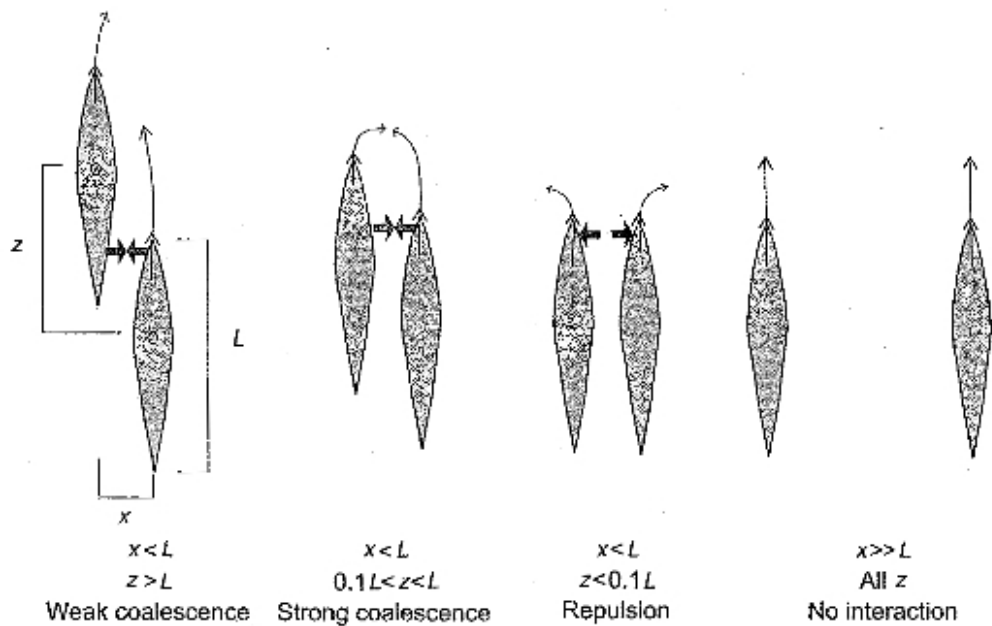 z
L
x
x < L
z > L
Weak coalescence
x < L
0.1L < z < L
Strong coalescence
x < L
z < 0.1L
Repulsion
x >> L
All z
No interaction